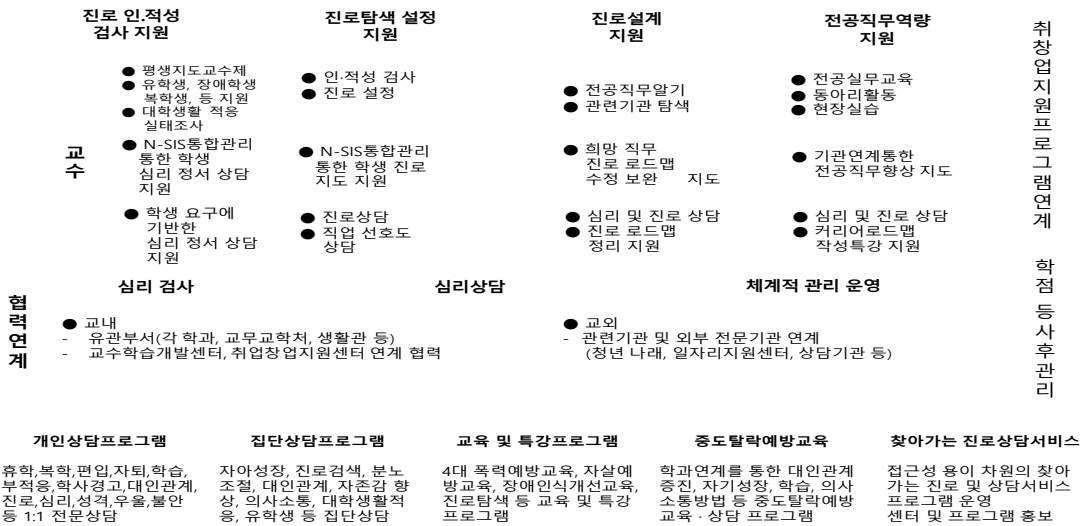 진로 인.적성
검사 지원
진로탐색 설정
지원
진로설계
지원
전공직무역량
지원
취창업지원프로그램연계
학점 등 사후관리
교수
● 평생지도교수제
● 유학생, 장애학생
복학생, 등 지원
● 대학생활 적응
실태조사
● 인·적성 검사
● 진로 설정
● 전공직무알기
● 관련기관 탐색
● 전공실무교육
● 동아리활동
● 현장실습
● N-SIS통합관리
통한 학생
심리 정서 상담
지원
● N-SIS통합관리
통한 학생 진로
지도 지원
● 희망 직무
진로 로드맵
수정 보완 지도
● 기관연계통한
전공직무향상 지도
● 학생 요구에
기반한
심리 정서 상담
지원
● 진로상담
● 직업 선호도
상담
● 심리 및 진로 상담
● 진로 로드맵
정리 지원
● 심리 및 진로 상담
● 커리어로드맵
작성특강 지원
협력연계
심리 검사
심리상담
체계적 관리 운영
● 교내
- 유관부서(각 학과, 교무교학처, 생활관 등)
- 교수학습개발센터, 취업창업지원센터 연계 협력
● 교외
- 관련기관 및 외부 전문기관 연계
(청년 나래, 일자리지원센터, 상담기관 등)
개인상담프로그램
휴학,복학,편입,자퇴,학습,
부적응,학사경고,대인관계,
진로,심리,성격,우울,불안
등 1:1 전문상담
집단상담프로그램
자아성장, 진로검색, 분노
조절, 대인관계, 자존감 향
상, 의사소통, 대학생활적
응, 유학생 등 집단상담
교육 및 특강프로그램
4대 폭력예방교육, 자살예
방교육, 장애인식개선교육,
진로탐색 등 교육 및 특강
프로그램
중도탈락예방교육
학과연계를 통한 대인관계
증진, 자기성장, 학습, 의사
소통방법 등 중도탈락예방
교육 · 상담 프로그램
찾아가는 진로상담서비스
접근성 용이 차원의 찾아
가는 진로 및 상담서비스
프로그램 운영
센터 및 프로그램 홍보